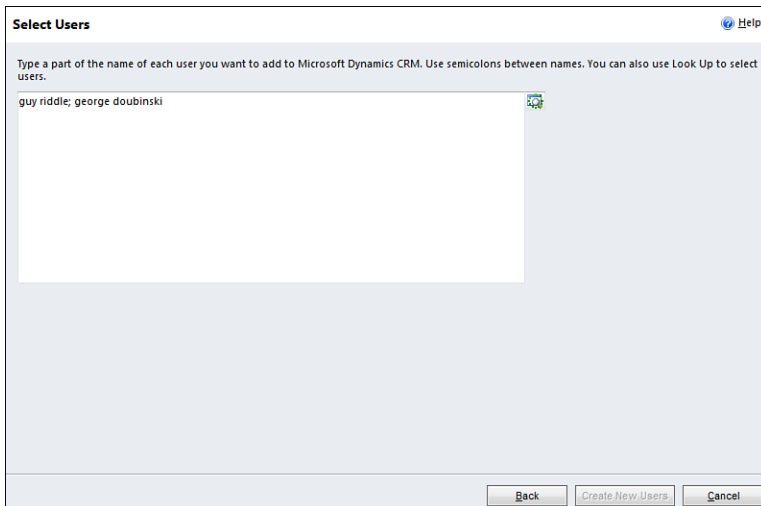 Select Users
Help
Type a part of the name of each user you want to add to Microsoft Dynamics CRM. Use semicolons between names. You can also use Look Up to select
users.
guy riddle; george doubinski
Back
Create New Users
Cancel